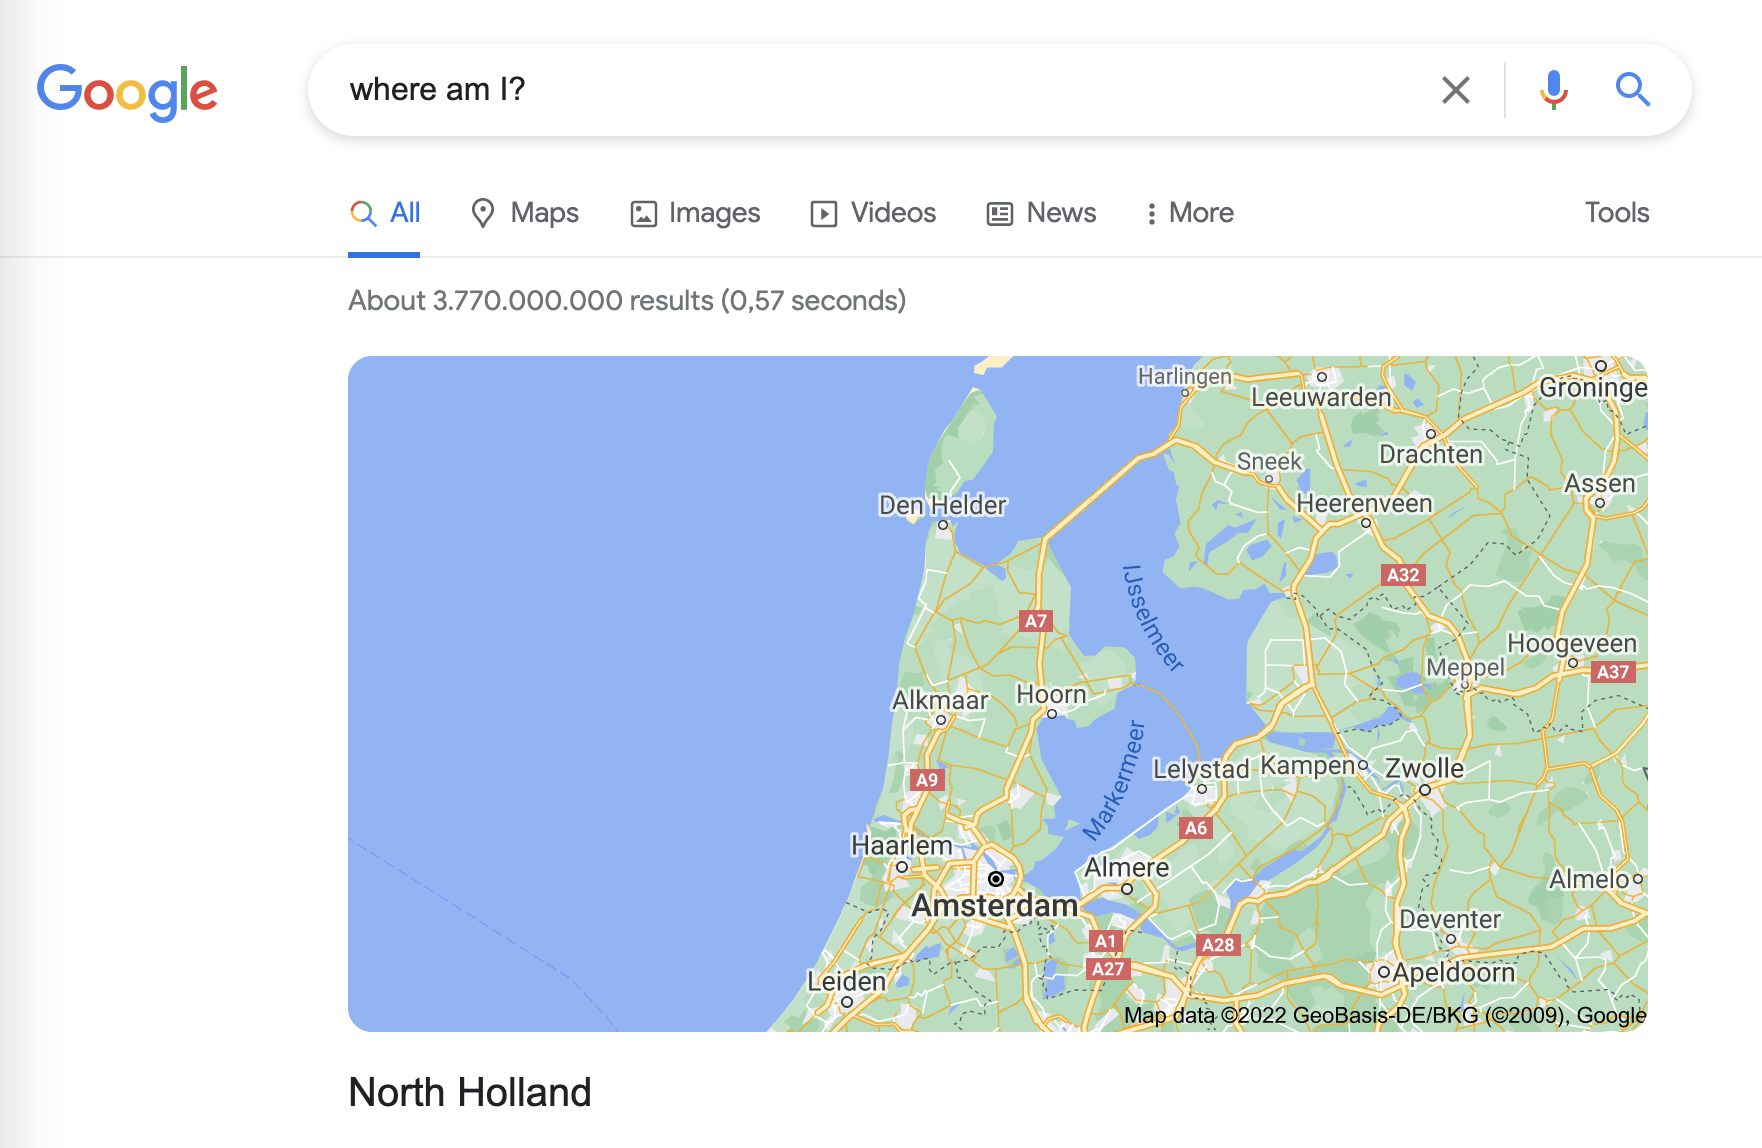 Google
where am I?
All
Maps
Images
Videos
News
More
Tools
About 3.770.000.000 results (0,57 seconds)
Harlingen
Leeuwarden
Groninge
Drachten
Sneek
Assen
Den Helder
Heerenveen
A32
IJsselmeer
A7
Hoogeveen
Meppel
A37
Alkmaar
Hoorn
Markermeer
Lelystad
Kampen
Zwolle
A9
A6
Haarlem
Almere
Almelo
Amsterdam
Deventer
A1
A28
A27
Apeldoorn
Leiden
Map data ©2022 GeoBasis-DE/BKG (©2009), Google
North Holland